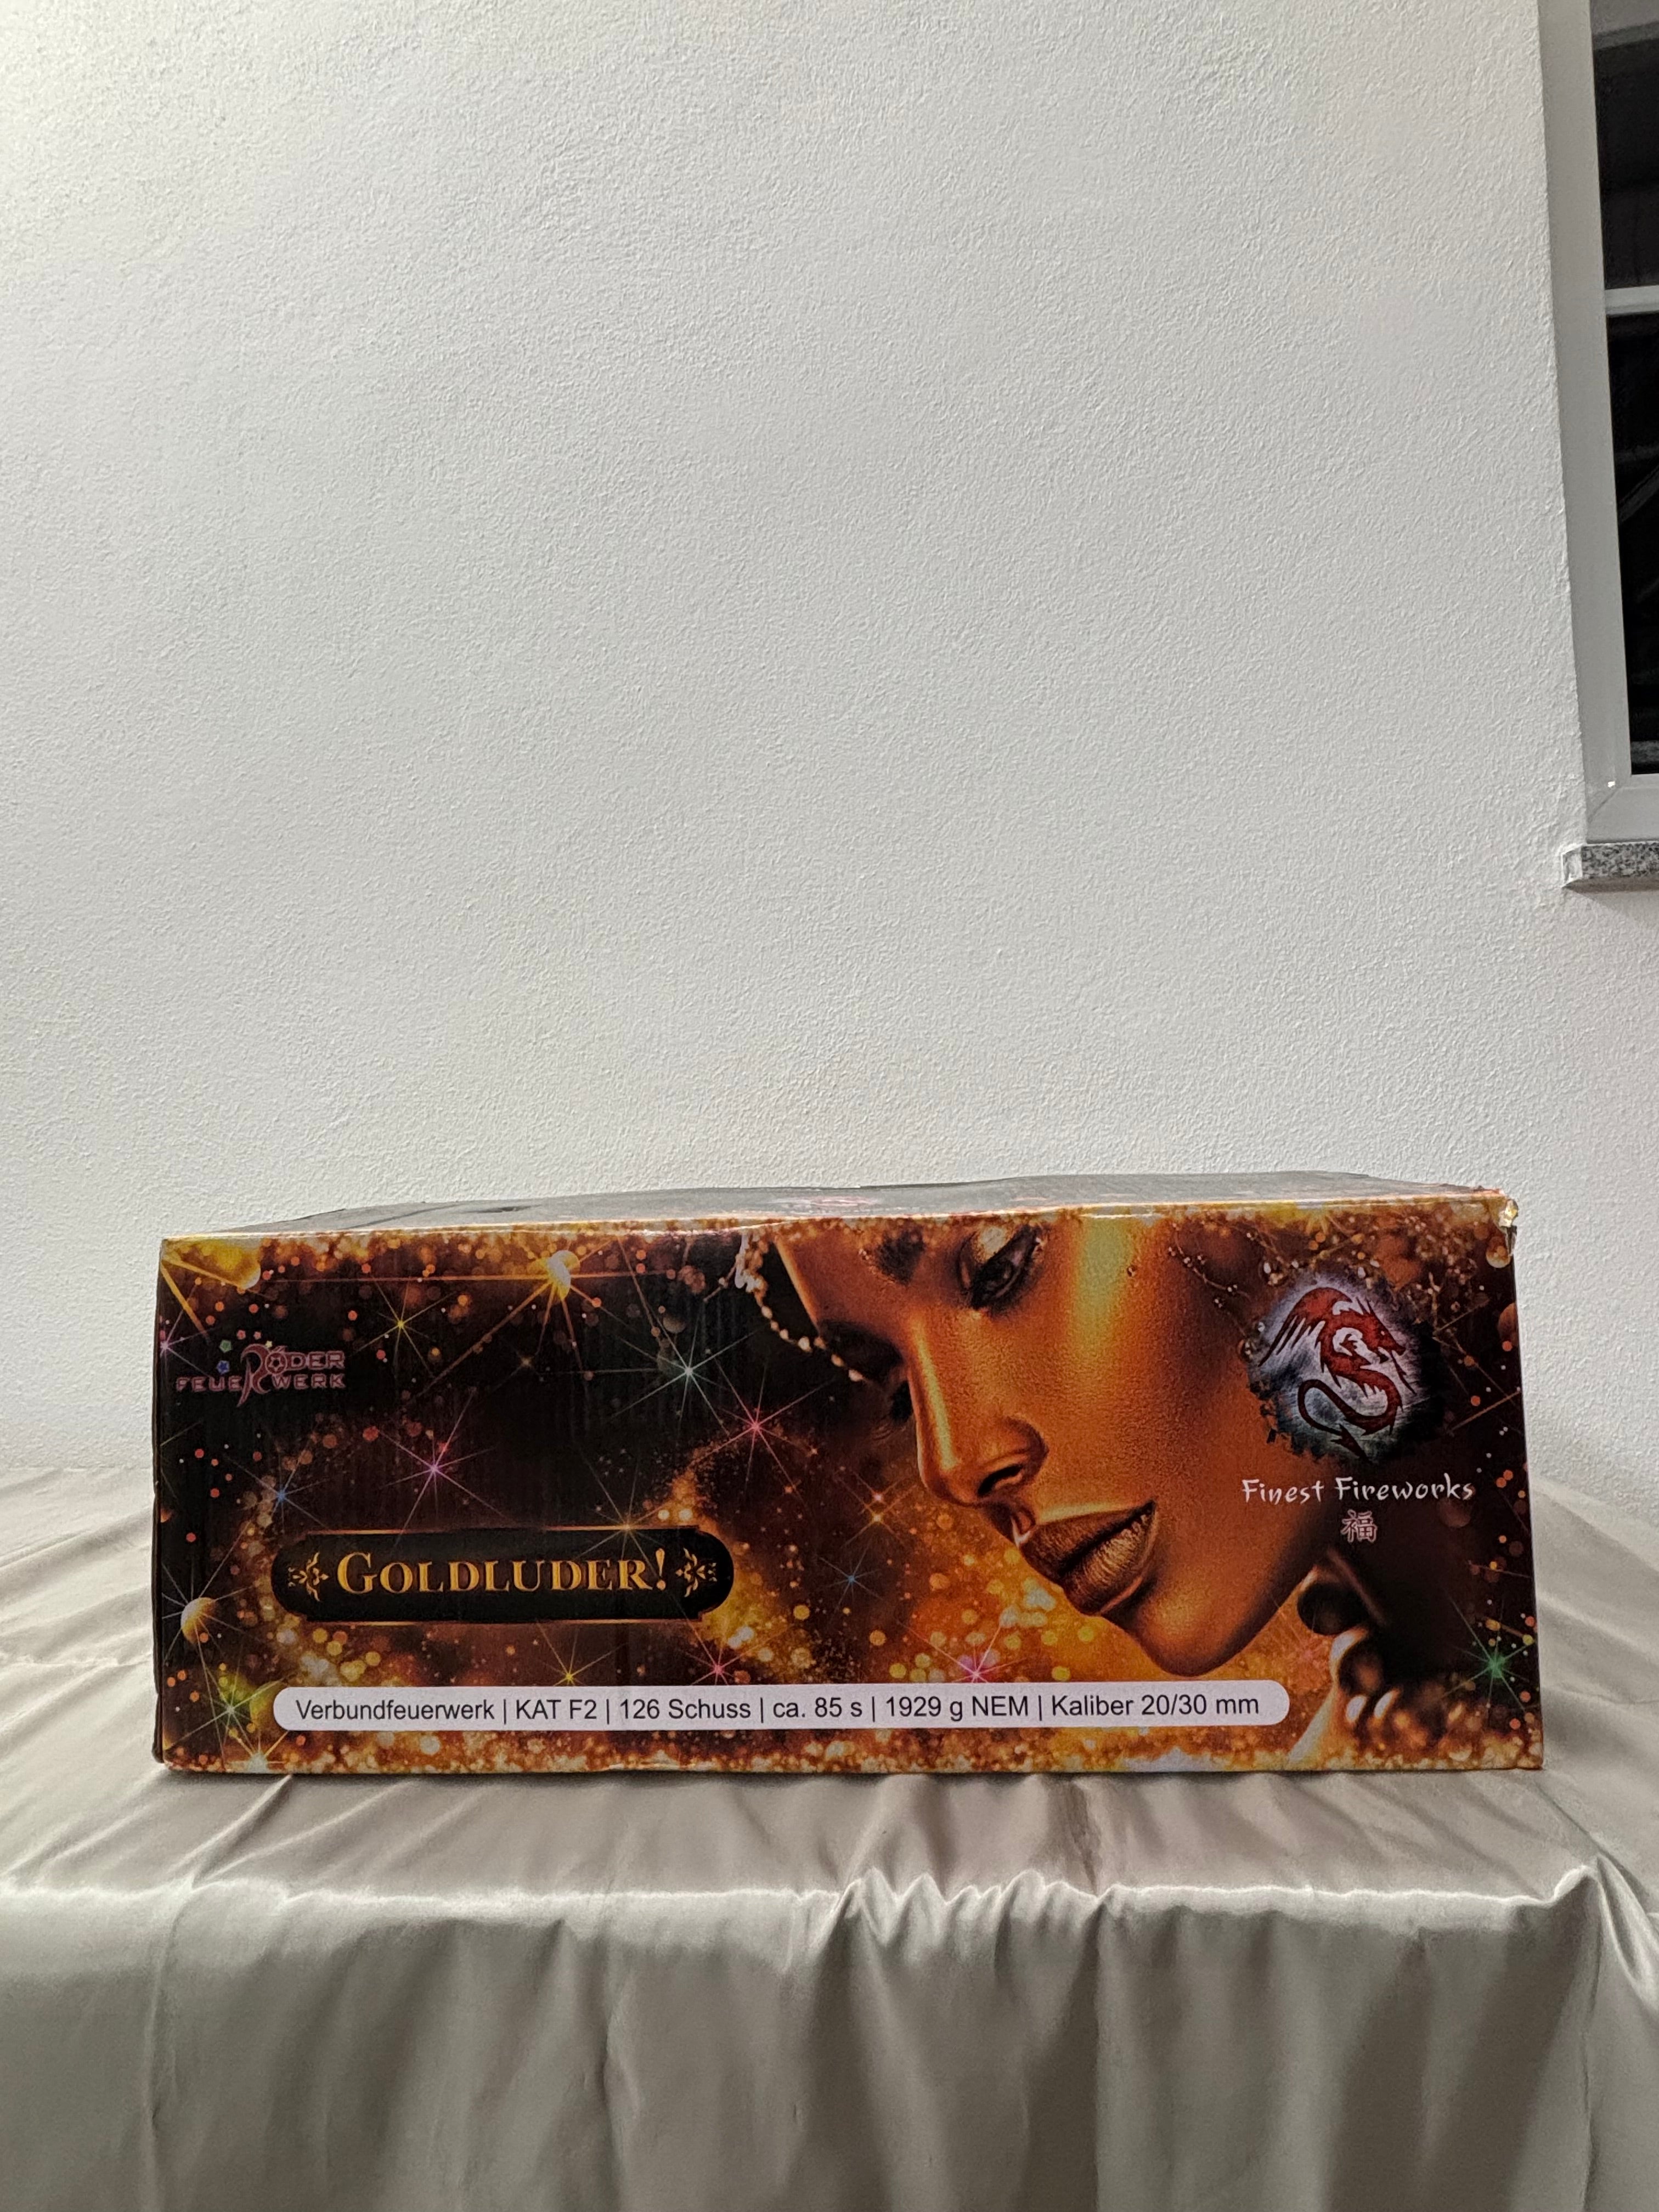 RÖDER
FEUERWERK
GOLDLUDER!
Finest Fireworks
福
Verbundfeuerwerk | KAT F2 | 126 Schuss | ca. 85 s | 1929 g NEM | Kaliber 20/30 mm